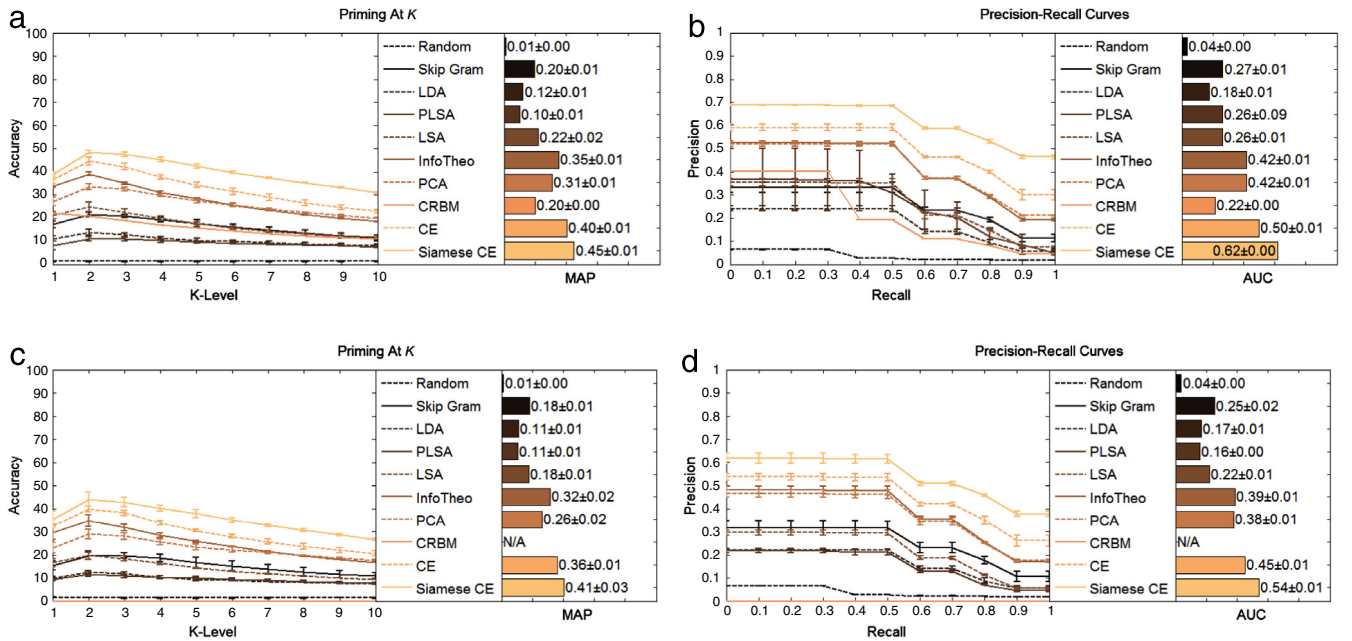 a
Priming At K
100
90
80
70
60
50
40
30
20
10
0
Accuracy
1 2 3 4 5 6 7 8 9 10
K-Level
Random
Skip Gram
LDA
PLSA
LSA
InfoTheo
PCA
CRBM
CE
Siamese CE
0.01±0.00
0.20±0.01
0.12±0.01
0.10±0.01
0.22±0.02
0.35±0.01
0.31±0.01
0.20±0.00
0.40±0.01
0.45±0.01
MAP
b
Precision-Recall Curves
1
0.9
0.8
0.7
0.6
0.5
0.4
0.3
0.2
0.1
0
Precision
0 0.1 0.2 0.3 0.4 0.5 0.6 0.7 0.8 0.9 1
Recall
Random
Skip Gram
LDA
PLSA
LSA
InfoTheo
PCA
CRBM
CE
Siamese CE
0.04±0.00
0.27±0.01
0.18±0.01
0.26±0.09
0.26±0.01
0.42±0.01
0.42±0.01
0.22±0.00
0.50±0.01
0.62±0.00
AUC
c
Priming At K
100
90
80
70
60
50
40
30
20
10
0
Accuracy
1 2 3 4 5 6 7 8 9 10
K-Level
Random
Skip Gram
LDA
PLSA
LSA
InfoTheo
PCA
CRBM
CE
Siamese CE
0.01±0.00
0.18±0.01
0.11±0.01
0.11±0.01
0.18±0.01
0.32±0.02
0.26±0.02
N/A
0.36±0.01
0.41±0.03
MAP
d
Precision-Recall Curves
1
0.9
0.8
0.7
0.6
0.5
0.4
0.3
0.2
0.1
0
Precision
0 0.1 0.2 0.3 0.4 0.5 0.6 0.7 0.8 0.9 1
Recall
Random
Skip Gram
LDA
PLSA
LSA
InfoTheo
PCA
CRBM
CE
Siamese CE
0.04±0.00
0.25±0.02
0.17±0.01
0.16±0.00
0.22±0.01
0.39±0.01
0.38±0.01
N/A
0.45±0.01
0.54±0.01
AUC